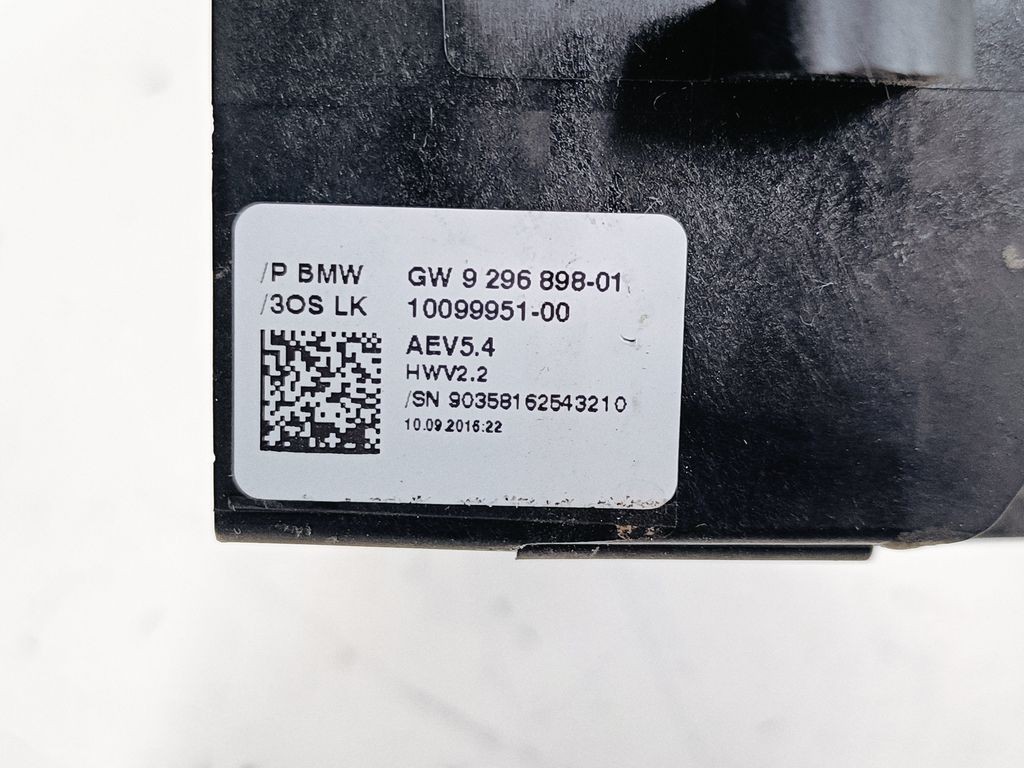 /P BMW GW 9 296 898-01
/3OS LK 10099951-00
AEV5.4
HWV2.2
/SN 90358162543210
10.09.2016:22